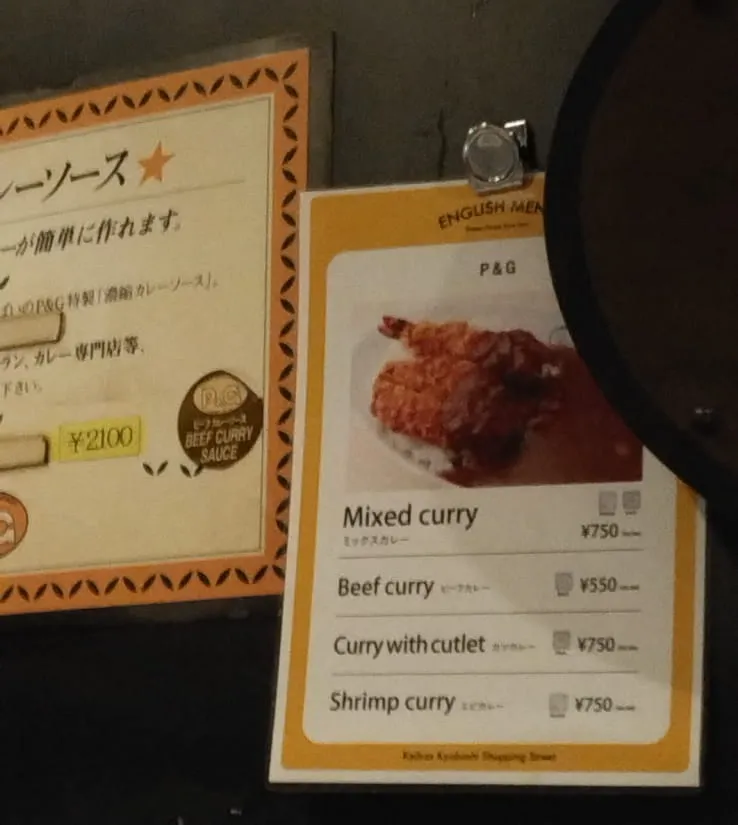 レーソース★
ーが簡単に作れます。
ぱいのP&G特製「濃縮カレーソース」。
ラン、カレー専門店等、
下さい。
¥2100
P&G
ビーフカレーソース
BEEF CURRY
SAUCE
ENGLISH MEN
P&G
Mixed curry
ミックスカレー
¥750
Beef curry ビーフカレー ¥550
Curry with cutlet カツカレー ¥750
Shrimp curry エビカレー ¥750
Kyobashi Shopping Street